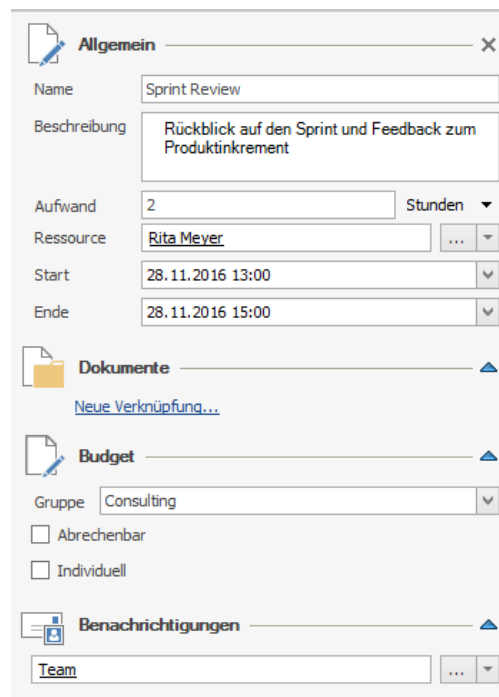 Allgemein
Name Sprint Review
Beschreibung Rückblick auf den Sprint und Feedback zum
Produktinkrement
Aufwand 2 Stunden
Ressource Rita Meyer ...
Start 28.11.2016 13:00
Ende 28.11.2016 15:00
Dokumente
Neue Verknüpfung...
Budget
Gruppe Consulting
Abrechenbar
Individuell
Benachrichtigungen
Team ...